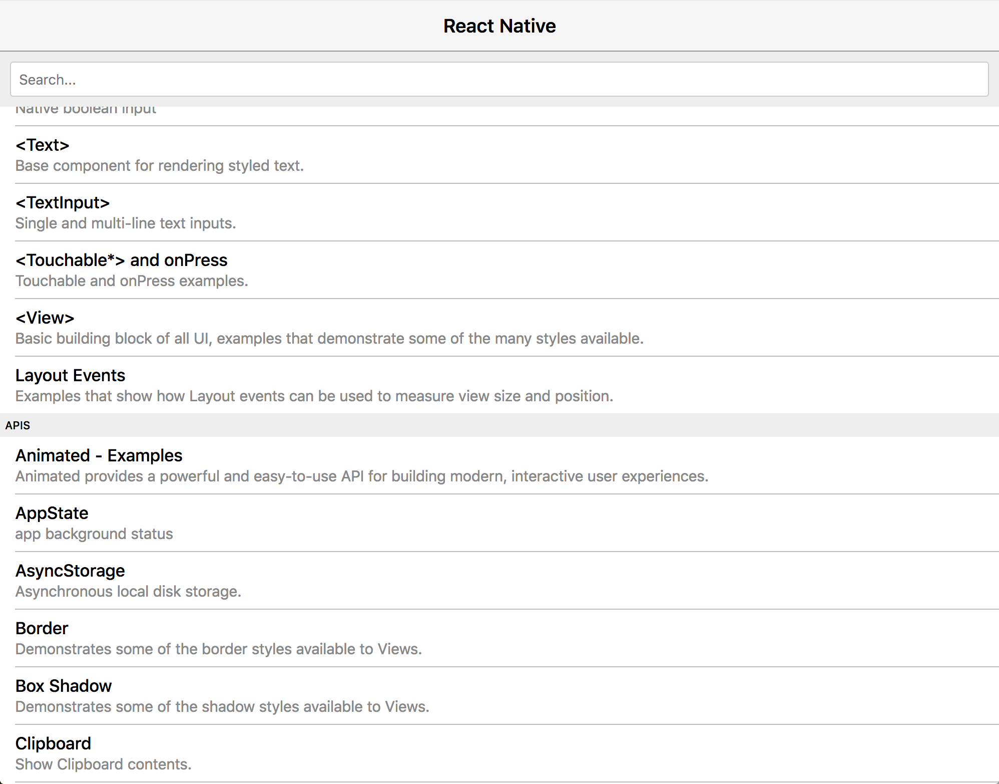 React Native
Search...
Native boolean input
<Text>
Base component for rendering styled text.
<TextInput>
Single and multi-line text inputs.
<Touchable*> and onPress
Touchable and onPress examples.
<View>
Basic building block of all UI, examples that demonstrate some of the many styles available.
Layout Events
Examples that show how Layout events can be used to measure view size and position.
APIS
Animated - Examples
Animated provides a powerful and easy-to-use API for building modern, interactive user experiences.
AppState
app background status
AsyncStorage
Asynchronous local disk storage.
Border
Demonstrates some of the border styles available to Views.
Box Shadow
Demonstrates some of the shadow styles available to Views.
Clipboard
Show Clipboard contents.